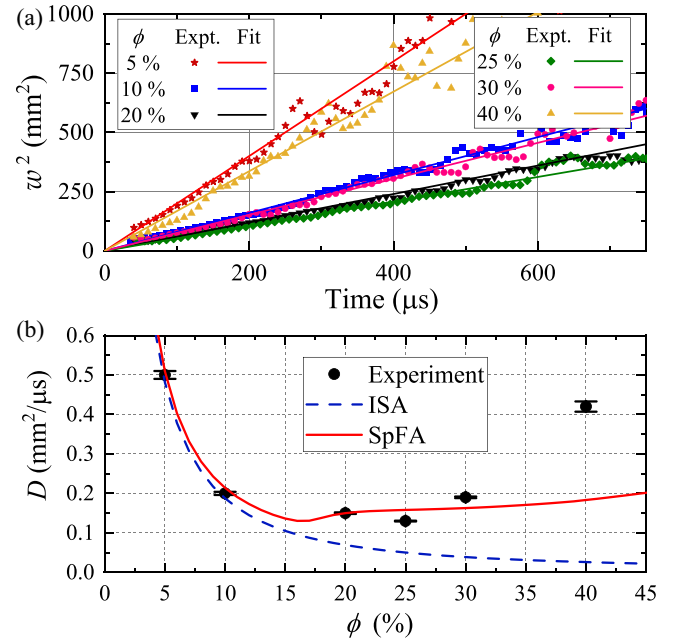 (a)
1000
750
500
250
0
w² (mm²)
ϕ Expt. Fit
5 %
10 %
20 %
ϕ Expt. Fit
25 %
30 %
40 %
0 200 400 600
Time (μs)
(b)
0.6
0.5
0.4
0.3
0.2
0.1
0.0
D (mm²/μs)
Experiment
ISA
SpFA
0 5 10 15 20 25 30 35 40 45
ϕ (%)